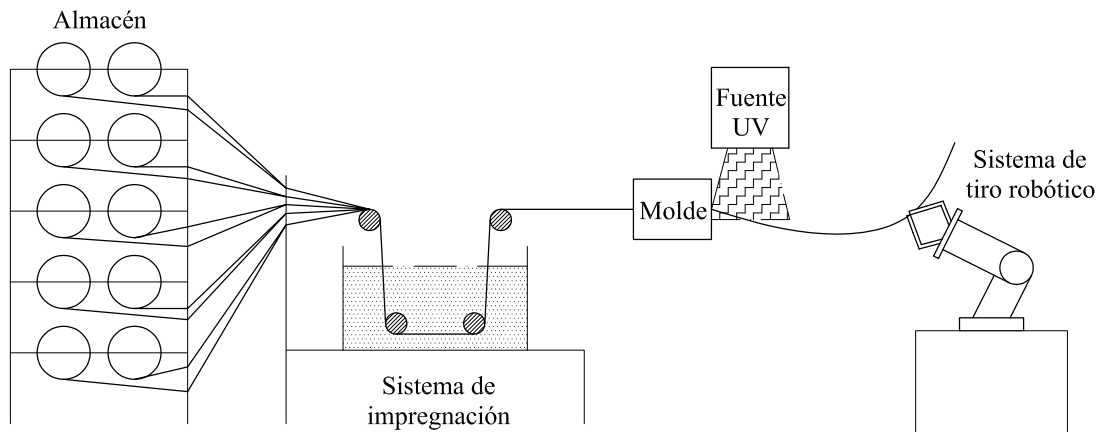 Almacén
Fuente
UV
Sistema de
tiro robótico
Molde
Sistema de
impregnación